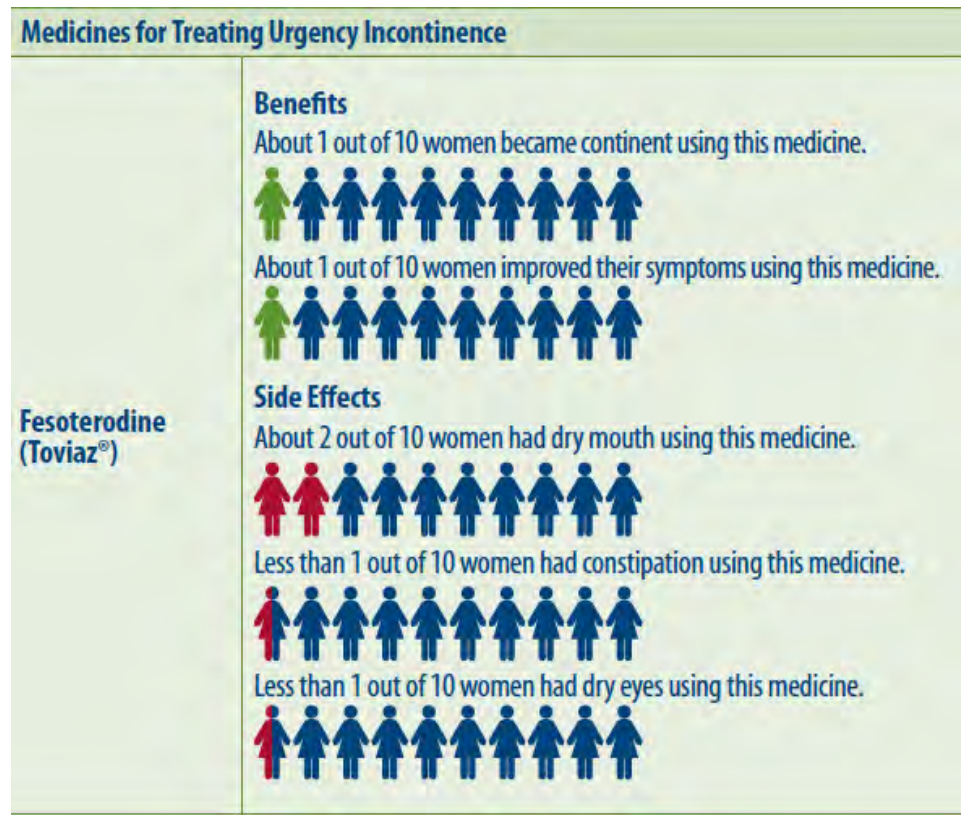 Medicines for Treating Urgency Incontinence
Fesoterodine
(Toviaz®)
Benefits
About 1 out of 10 women became continent using this medicine.
About 1 out of 10 women improved their symptoms using this medicine.
Side Effects
About 2 out of 10 women had dry mouth using this medicine.
Less than 1 out of 10 women had constipation using this medicine.
Less than 1 out of 10 women had dry eyes using this medicine.